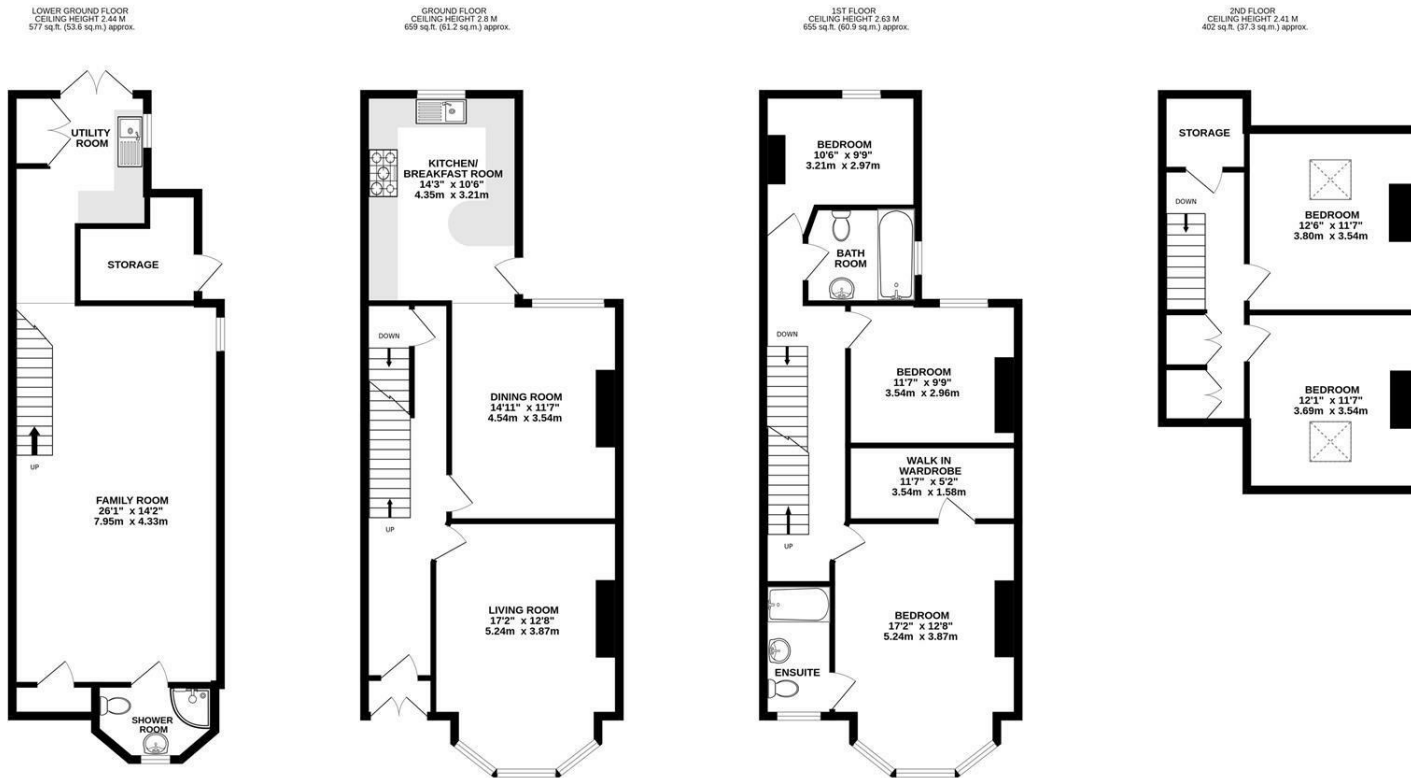 LOWER GROUND FLOOR
CEILING HEIGHT 2.44 M
577 sq.ft. (53.6 sq.m.) approx.
UTILITY
ROOM
STORAGE
UP
FAMILY ROOM
26'1" x 14'2"
7.95m x 4.33m
SHOWER
ROOM
GROUND FLOOR
CEILING HEIGHT 2.8 M
659 sq.ft. (61.2 sq.m.) approx.
KITCHEN/
BREAKFAST ROOM
14'3" x 10'6"
4.35m x 3.21m
DOWN
DINING ROOM
14'11" x 11'7"
4.54m x 3.54m
UP
LIVING ROOM
17'2" x 12'8"
5.24m x 3.87m
1ST FLOOR
CEILING HEIGHT 2.63 M
655 sq.ft. (60.9 sq.m.) approx.
BEDROOM
10'6" x 9'9"
3.21m x 2.97m
BATH
ROOM
DOWN
BEDROOM
11'7" x 9'9"
3.54m x 2.96m
WALK IN
WARDROBE
11'7" x 5'2"
3.54m x 1.58m
UP
BEDROOM
17'2" x 12'8"
5.24m x 3.87m
ENSUITE
2ND FLOOR
CEILING HEIGHT 2.41 M
402 sq.ft. (37.3 sq.m.) approx.
STORAGE
DOWN
BEDROOM
12'6" x 11'7"
3.80m x 3.54m
BEDROOM
12'1" x 11'7"
3.69m x 3.54m